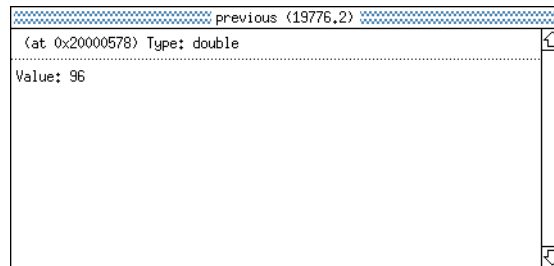 previous (19776.2)
(at 0x20000578) Type: double
Value: 96